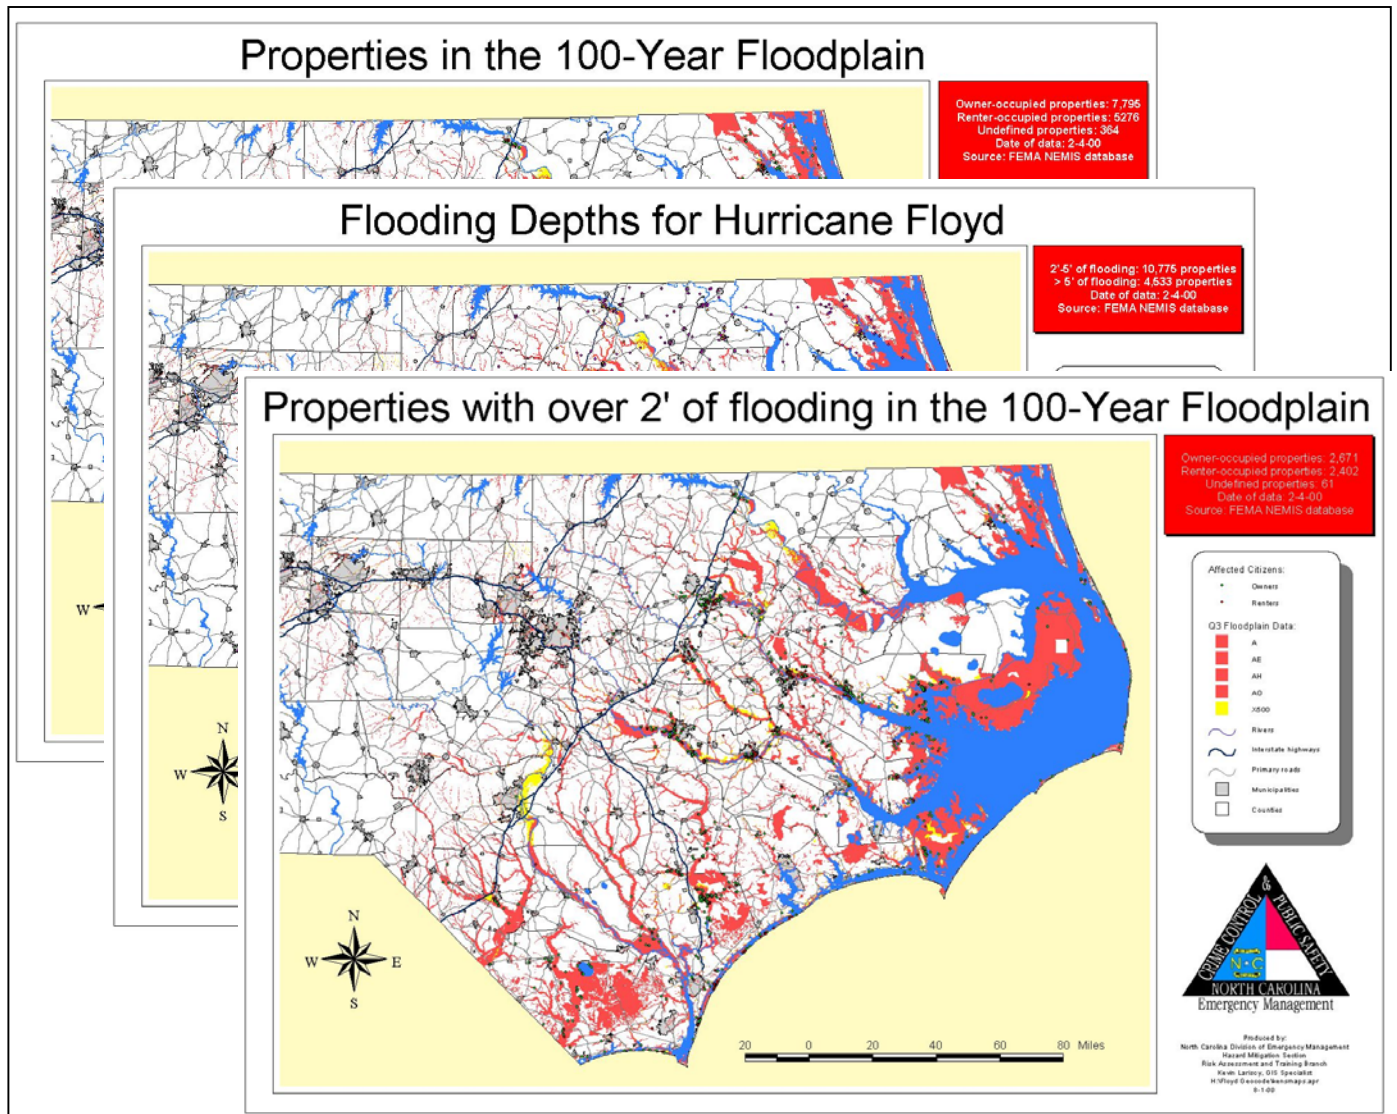 Properties in the 100-Year Floodplain
Owner-occupied properties: 7,795
Renter-occupied properties: 5276
Undefined properties: 364
Date of data: 2-4-00
Source: FEMA NEMIS database
W
Flooding Depths for Hurricane Floyd
2'-5' of flooding: 10,775 properties
> 5' of flooding: 4,533 properties
Date of data: 2-4-00
Source: FEMA NEMIS database
N
W
S
Properties with over 2' of flooding in the 100-Year Floodplain
Owner-occupied properties: 2,671
Renter-occupied properties: 2,402
Undefined properties: 61
Date of data: 2-4-00
Source: FEMA NEMIS database
Affected Citizens:
Owners
Renters
Q3 Floodplain Data:
A
AE
AH
AO
X500
Rivers
Interstate highways
Primary roads
Municipalities
Counties
N
W E
S
20 0 20 40 60 80 Miles
CRIME CONTROL & PUBLIC SAFETY
N C
NORTH CAROLINA
Emergency Management
Produced by:
North Carolina Division of Emergency Management
Hazard Mitigation Section
Risk Assessment and Training Branch
Kevin Lariscy, GIS Specialist